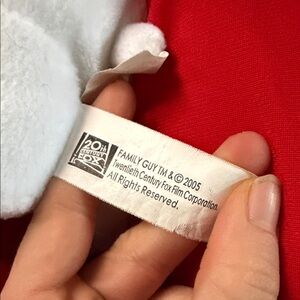 20th
CENTURY
FOX
FAMILY GUY TM & © 2005
Twentieth Century Fox Film Corporation.
All Rights Reserved.